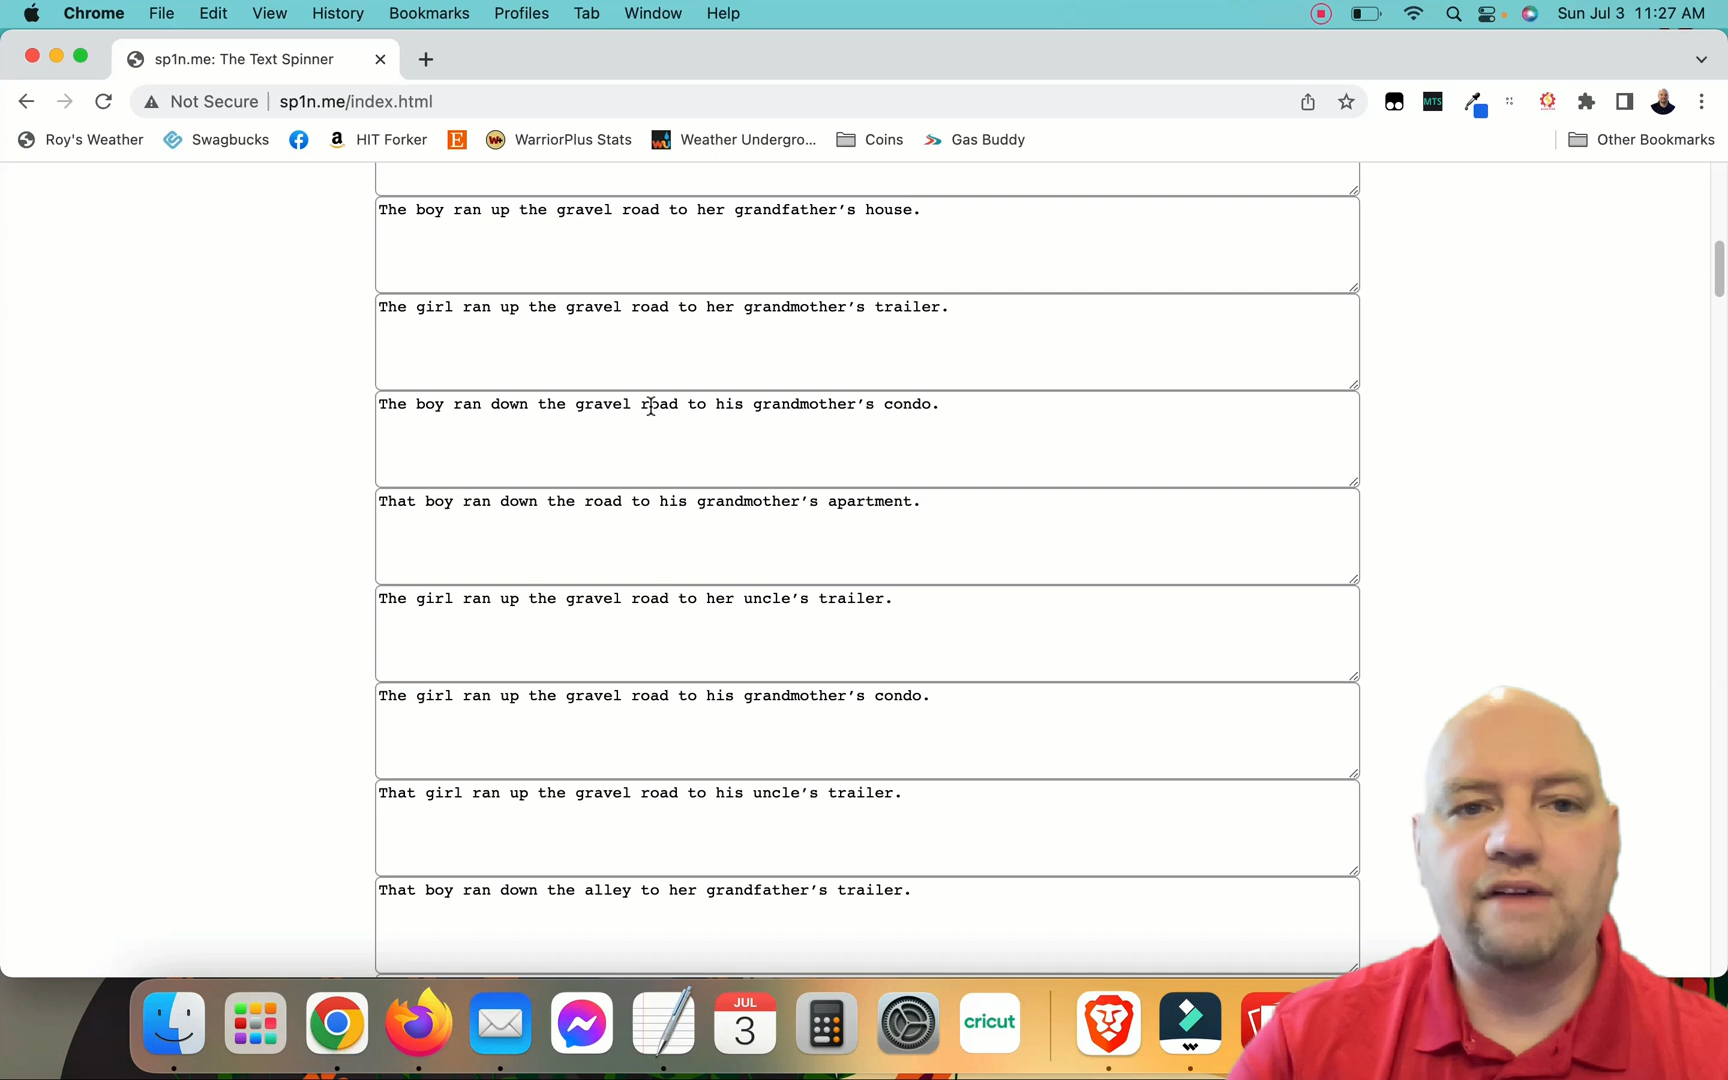 Chrome File Edit View History Bookmarks Profiles Tab Window Help Sun Jul 3 11:27 AM
sp1n.me: The Text Spinner
Not Secure sp1n.me/index.html MTS
Roy's Weather Swagbucks HIT Forker E WarriorPlus Stats Weather Undergro... Coins Gas Buddy Other Bookmarks
The boy ran up the gravel road to her grandfather’s house.
The girl ran up the gravel road to her grandmother’s trailer.
The boy ran down the gravel road to his grandmother’s condo.
That boy ran down the road to his grandmother’s apartment.
The girl ran up the gravel road to her uncle’s trailer.
The girl ran up the gravel road to his grandmother’s condo.
That girl ran up the gravel road to his uncle’s trailer.
That boy ran down the alley to her grandfather’s trailer.
JUL
3
cricut